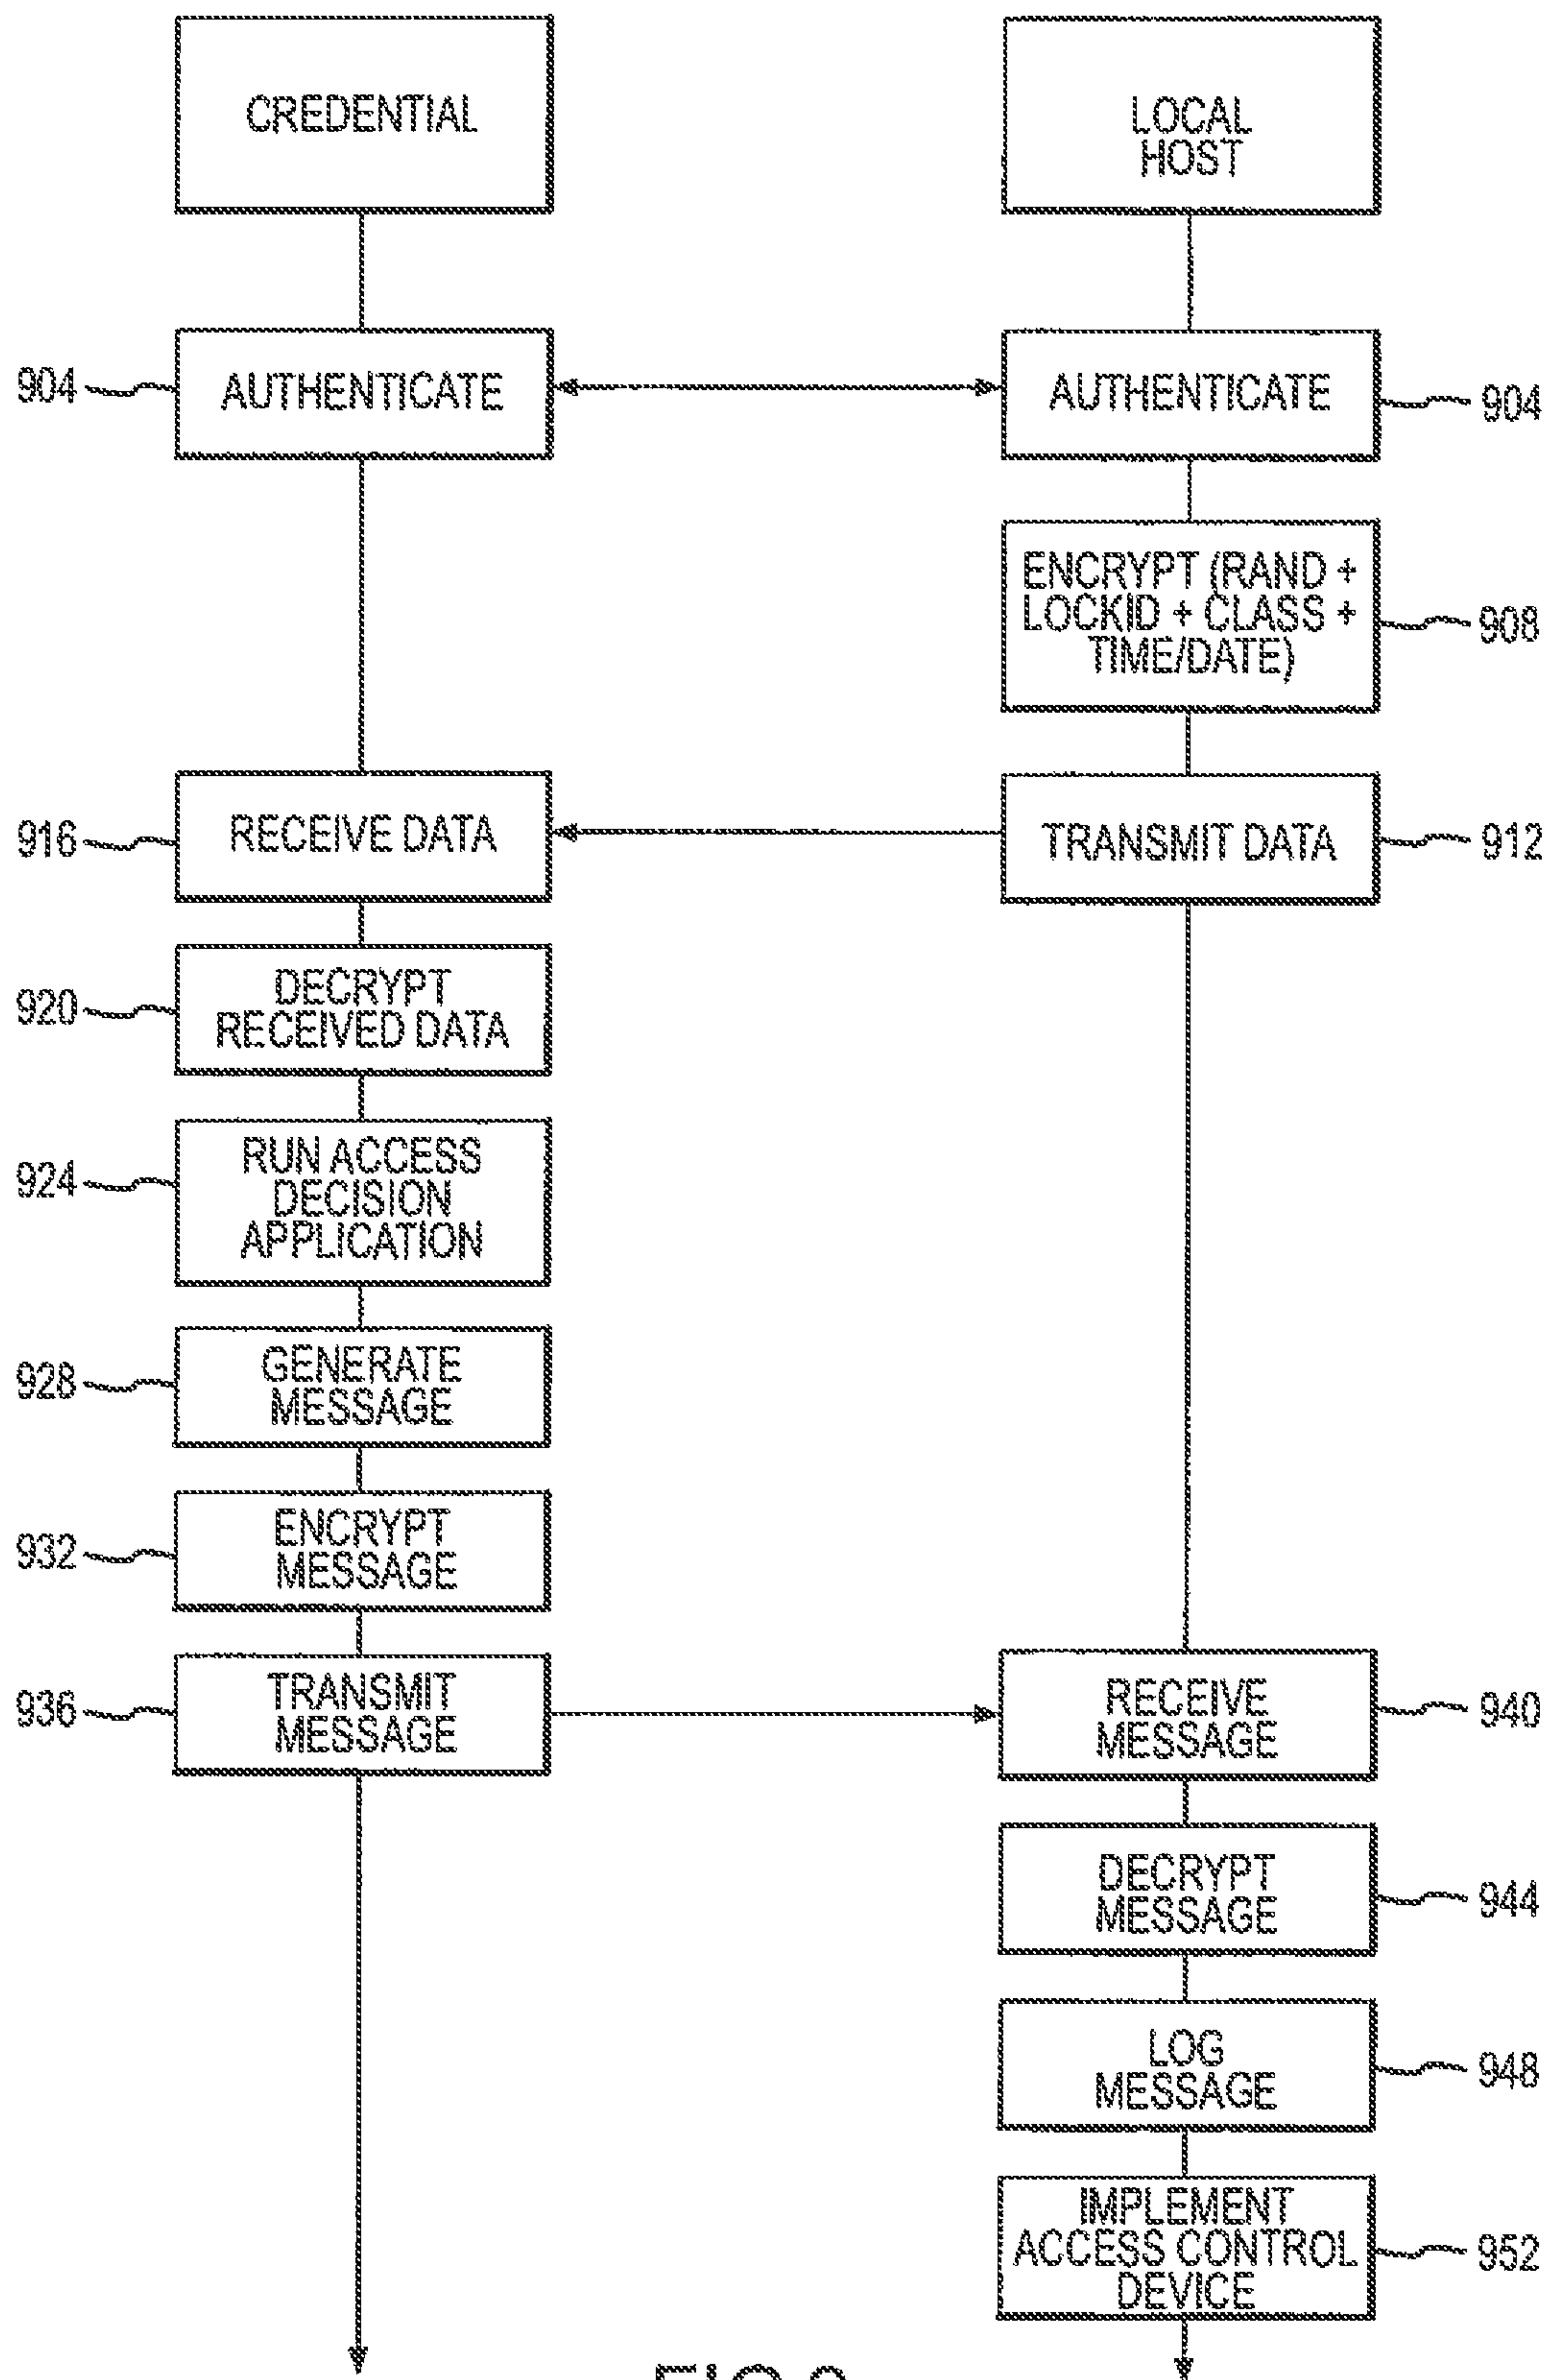 CREDENTIAL
LOCAL
HOST
904
AUTHENTICATE
AUTHENTICATE
904
ENCRYPT (RAND +
LOCKID + CLASS +
TIME/DATE)
908
916
RECEIVE DATA
TRANSMIT DATA
912
920
DECRYPT
RECEIVED DATA
924
RUN ACCESS
DECISION
APPLICATION
928
GENERATE
MESSAGE
932
ENCRYPT
MESSAGE
936
TRANSMIT
MESSAGE
RECEIVE
MESSAGE
940
DECRYPT
MESSAGE
944
LOG
MESSAGE
948
IMPLEMENT
ACCESS CONTROL
DEVICE
952